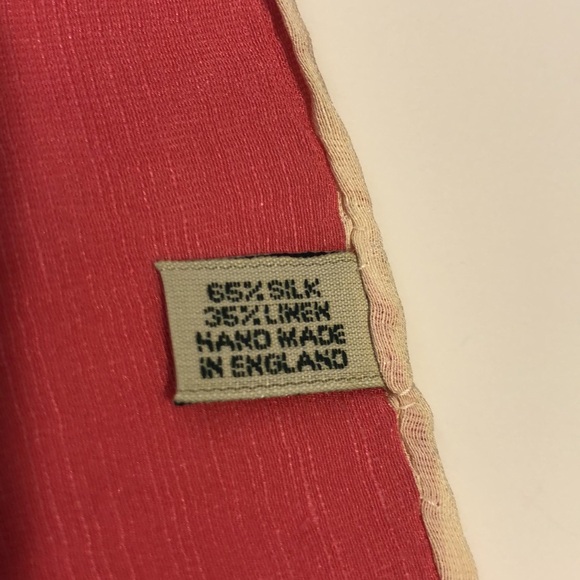 65% SILK
35% LINEN
HAND MADE
IN ENGLAND